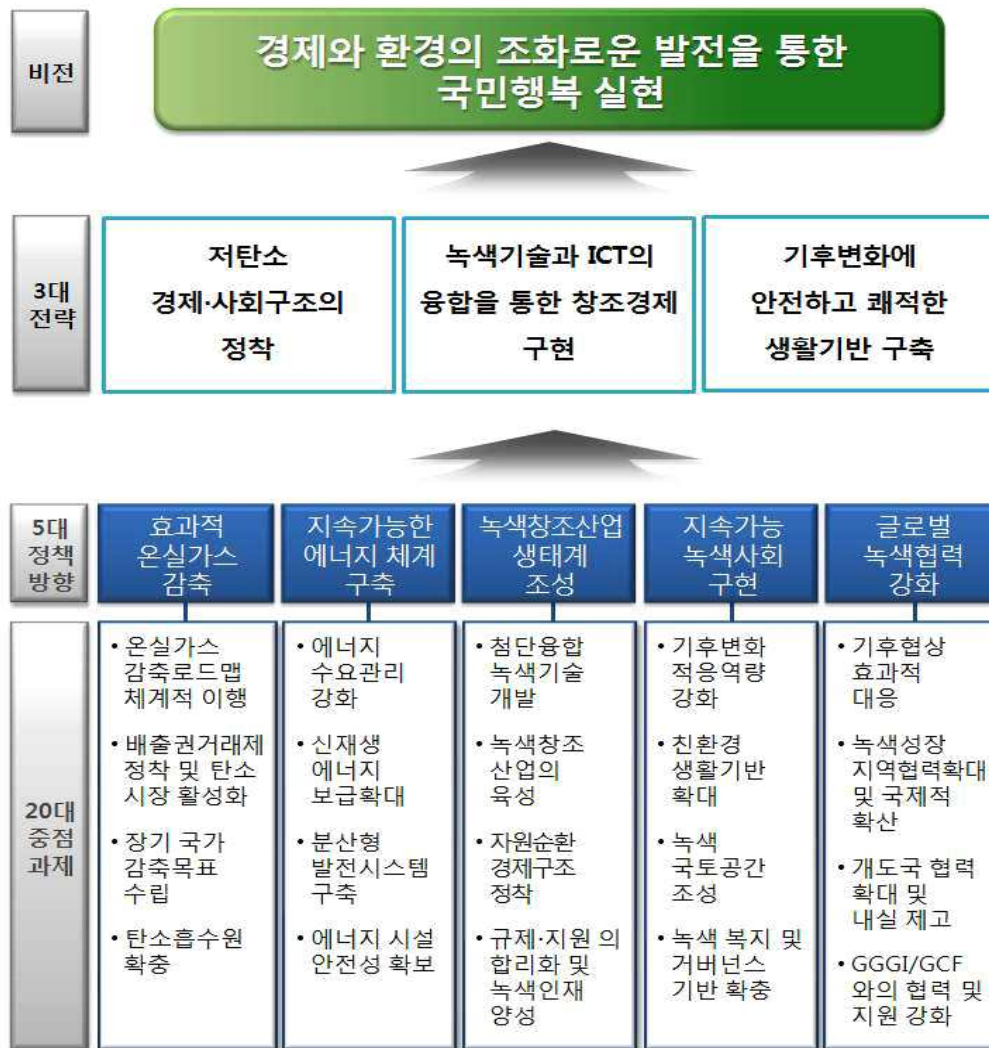 비전
경제와 환경의 조화로운 발전을 통한
국민행복 실현
3대
전략
저탄소
경제·사회구조의
정착
녹색기술과 ICT의
융합을 통한 창조경제
구현
기후변화에
안전하고 쾌적한
생활기반 구축
5대
정책
방향
효과적
온실가스
감축
지속가능한
에너지 체계
구축
녹색창조산업
생태계
조성
지속가능
녹색사회
구현
글로벌
녹색협력
강화
20대
중점
과제
• 온실가스
감축로드맵
체계적 이행
• 배출권거래제
정착 및 탄소
시장 활성화
• 장기 국가
감축목표
수립
• 탄소흡수원
확충
• 에너지
수요관리
강화
• 신재생
에너지
보급확대
• 분산형
발전시스템
구축
• 에너지 시설
안전성 확보
• 첨단융합
녹색기술
개발
• 녹색창조
산업의
육성
• 자원순환
경제구조
정착
• 규제·지원 의
합리화 및
녹색인재
양성
• 기후변화
적응역량
강화
• 친환경
생활기반
확대
• 녹색
국토공간
조성
• 녹색 복지 및
거버넌스
기반 확충
• 기후협상
효과적
대응
• 녹색성장
지역협력확대
및 국제적
확산
• 개도국 협력
확대 및
내실 제고
• GGGI/GCF
와의 협력 및
지원 강화